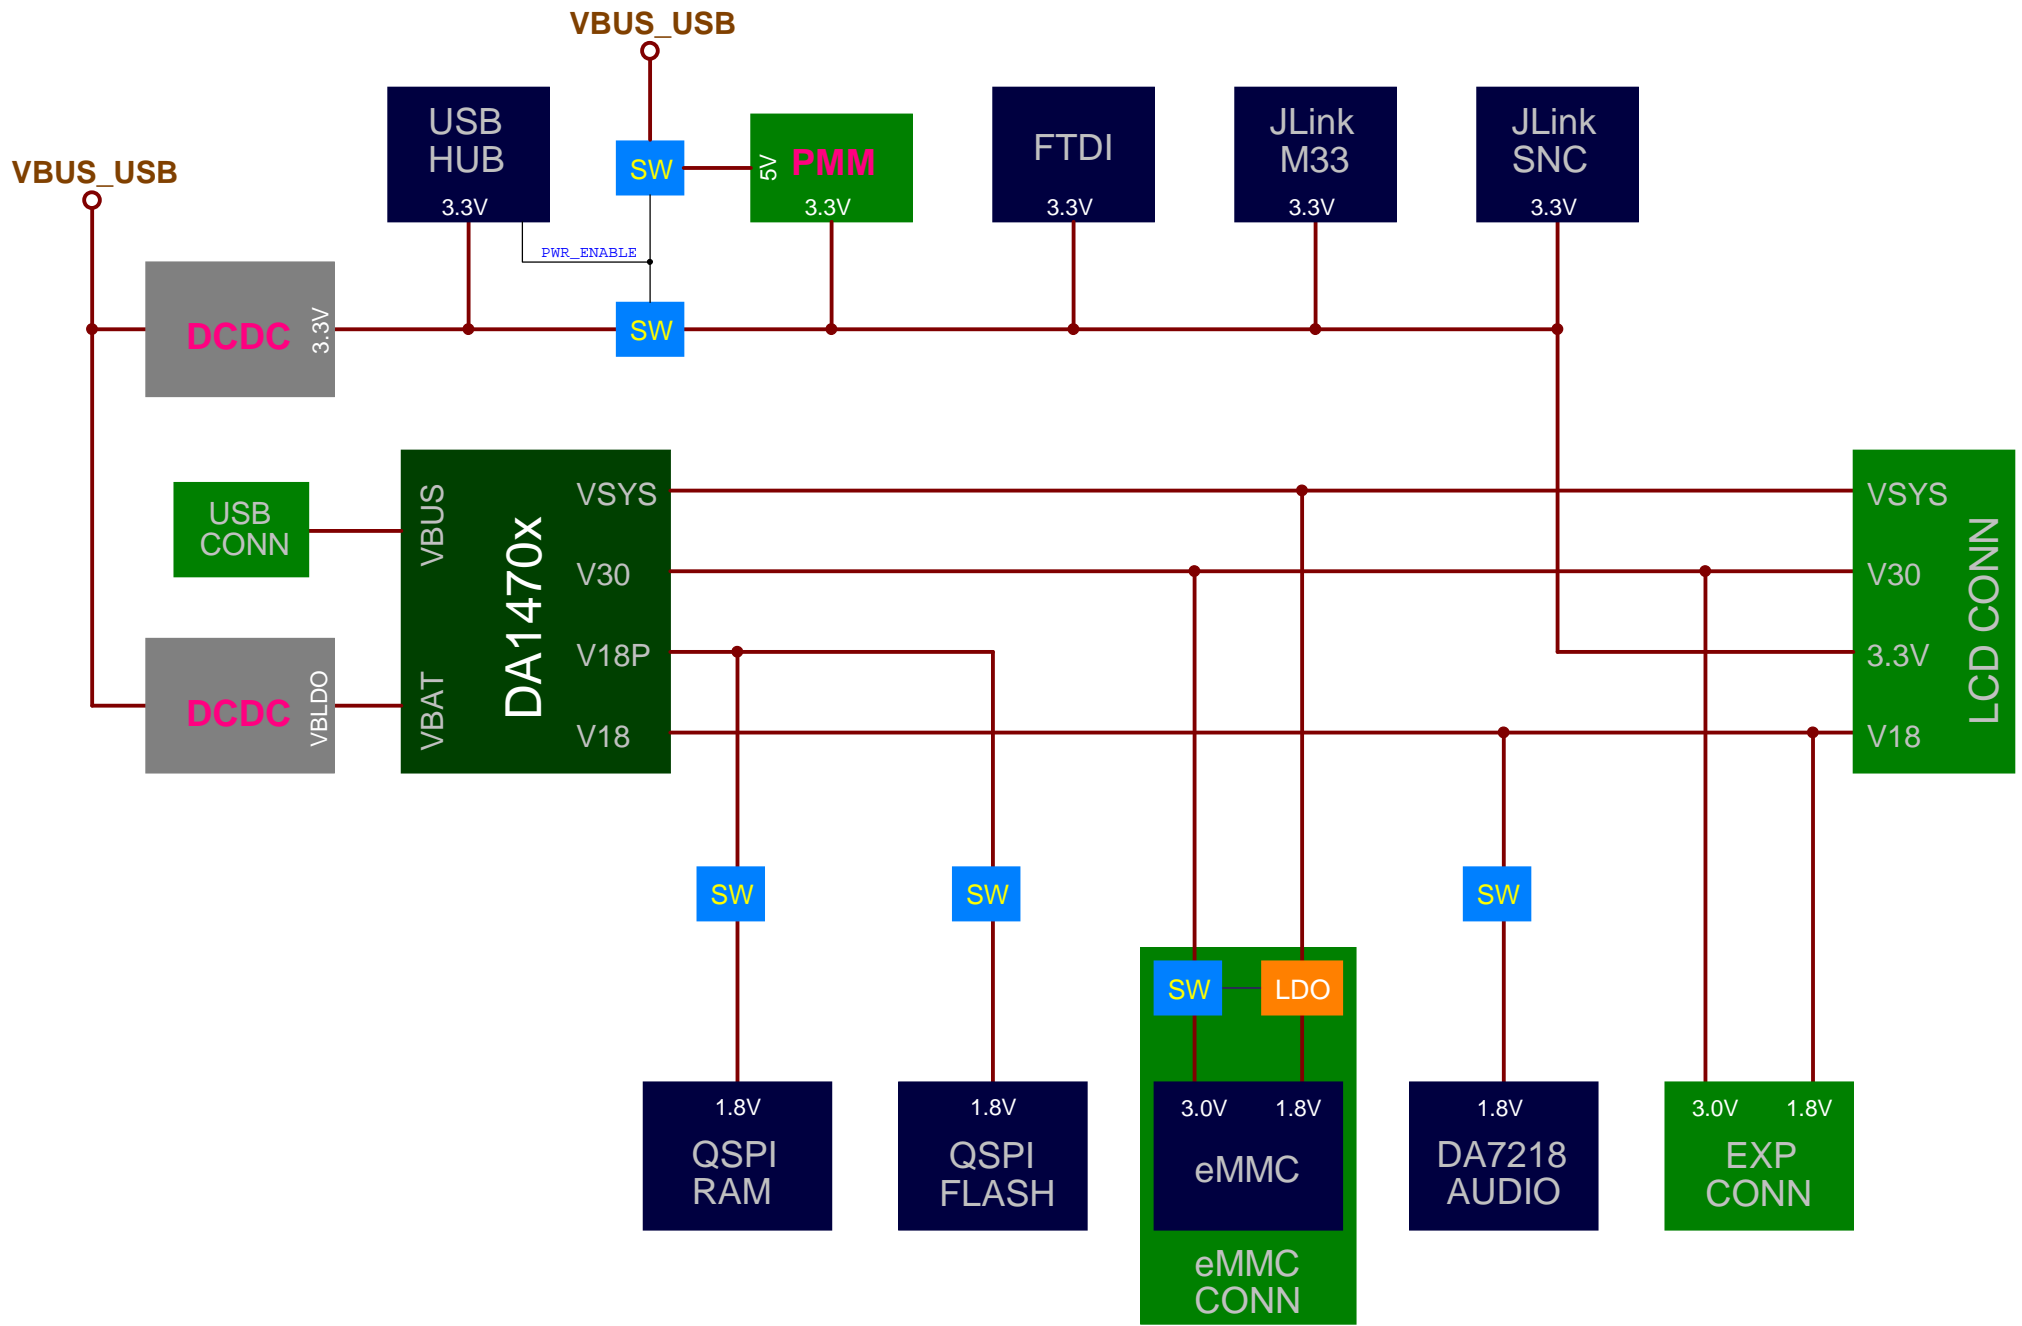 VBUS_USB
VBUS_USB
USB
HUB
3.3V
SW
5V
PMM
3.3V
FTDI
3.3V
JLink
M33
3.3V
JLink
SNC
3.3V
PWR_ENABLE
DCDC
3.3V
SW
USB
CONN
VBUS
VBAT
DA1470x
VSYS
V30
V18P
V18
VSYS
V30
3.3V
V18
LCD CONN
DCDC
VBLDO
SW
SW
SW
SW
LDO
1.8V
QSPI
RAM
1.8V
QSPI
FLASH
3.0V
1.8V
eMMC
eMMC
CONN
1.8V
DA7218
AUDIO
3.0V
1.8V
EXP
CONN